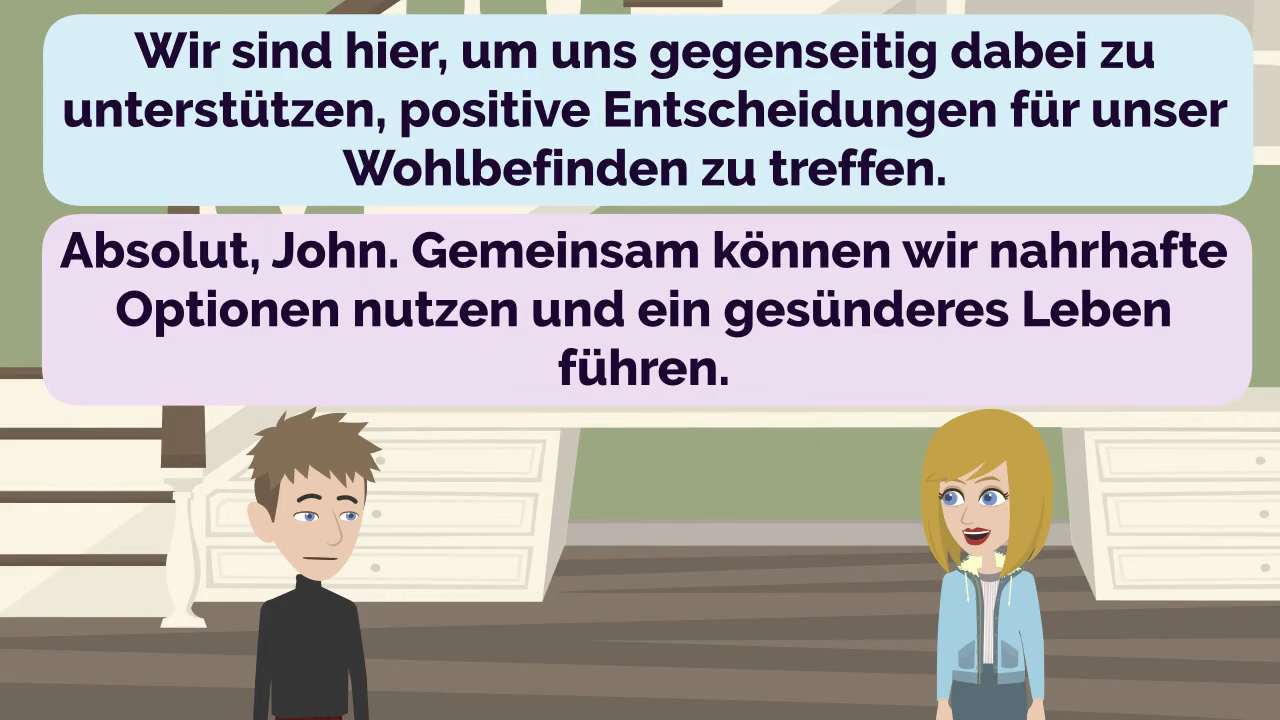 Wir sind hier, um uns gegenseitig dabei zu
unterstützen, positive Entscheidungen für unser
Wohlbefinden zu treffen.
Absolut, John. Gemeinsam können wir nahrhafte
Optionen nutzen und ein gesünderes Leben
führen.